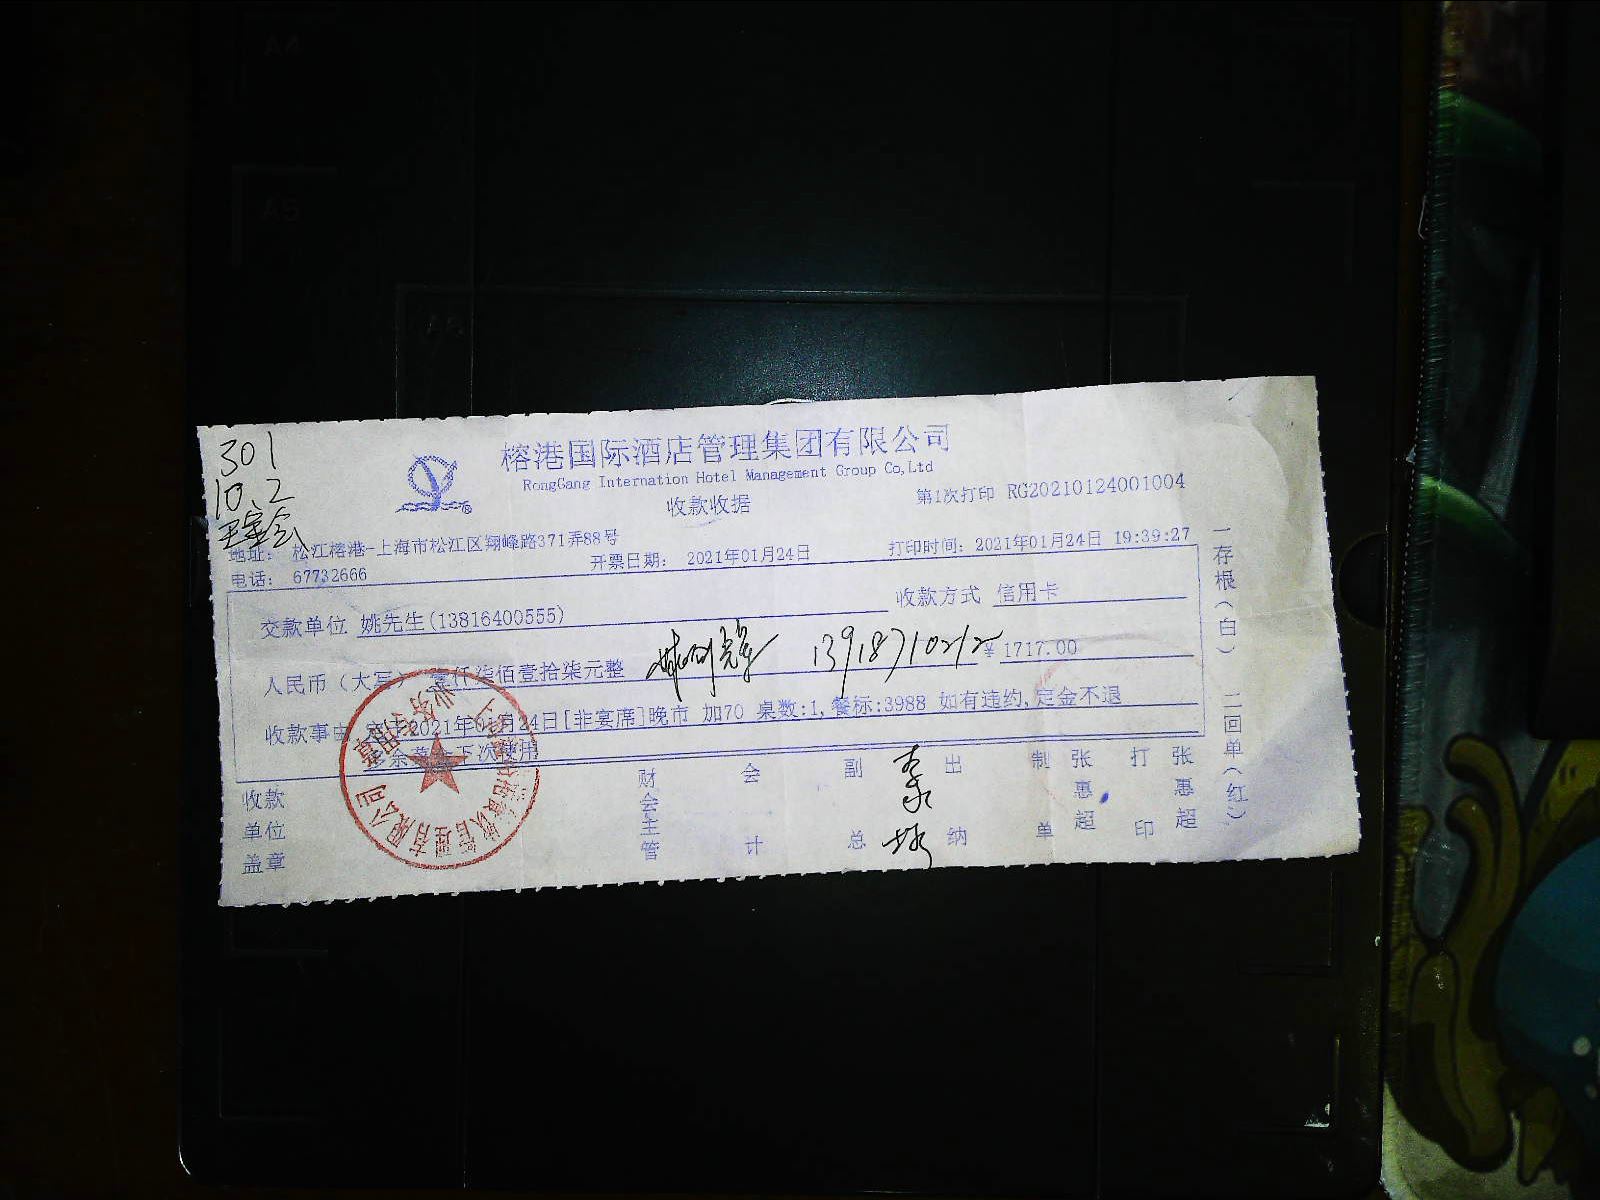 A4
A5
301
10.2
榕港国际酒店管理集团有限公司
RongGang Internation Hotel Management Group Co,Ltd
收款收据
第1次打印 RG20210124001004
地址： 松江榕港-上海市松江区翔峰路371弄88号
电话： 67732666
开票日期： 2021年01月24日
打印时间：2021年01月24日 19:39:27
交款单位 姚先生(13816400555)
收款方式 信用卡
人民币（大写） 壹仟柒佰壹拾柒元整
13918710212
¥ 1717.00
收款事由 2021年01月24日[非宴席]晚市 加70 桌数:1,餐标:3988 如有违约,定金不退
下次使用
收款单位盖章
财会主管
会计
副总
出纳
制单
张惠超
打印
张惠超
一存根(白) 二回单(红)